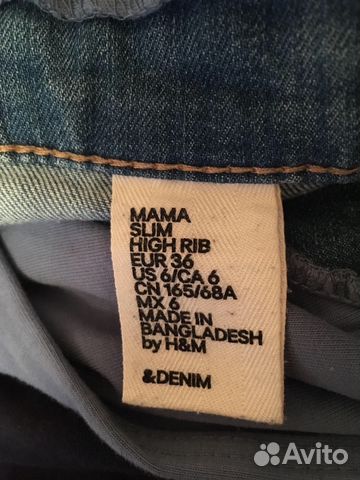 MAMA
SLIM
HIGH RIB
EUR 36
US 6/CA 6
CN 165/68A
MX 6
MADE IN
BANGLADESH
by H&M
&DENIM
Avito